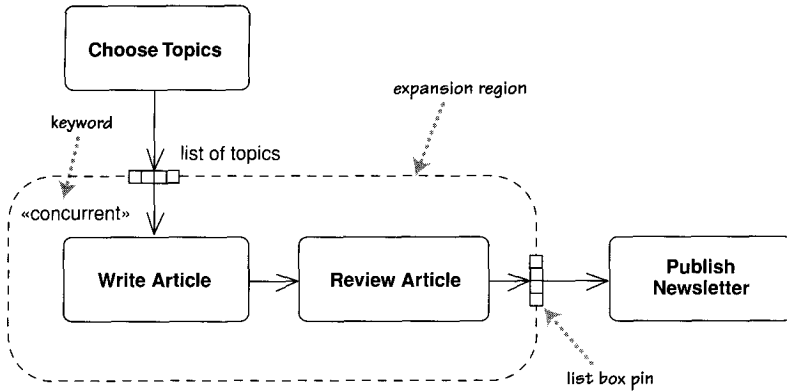 Choose Topics
expansion region
keyword
list of topics
«concurrent»
Write Article
Review Article
Publish
Newsletter
list box pin